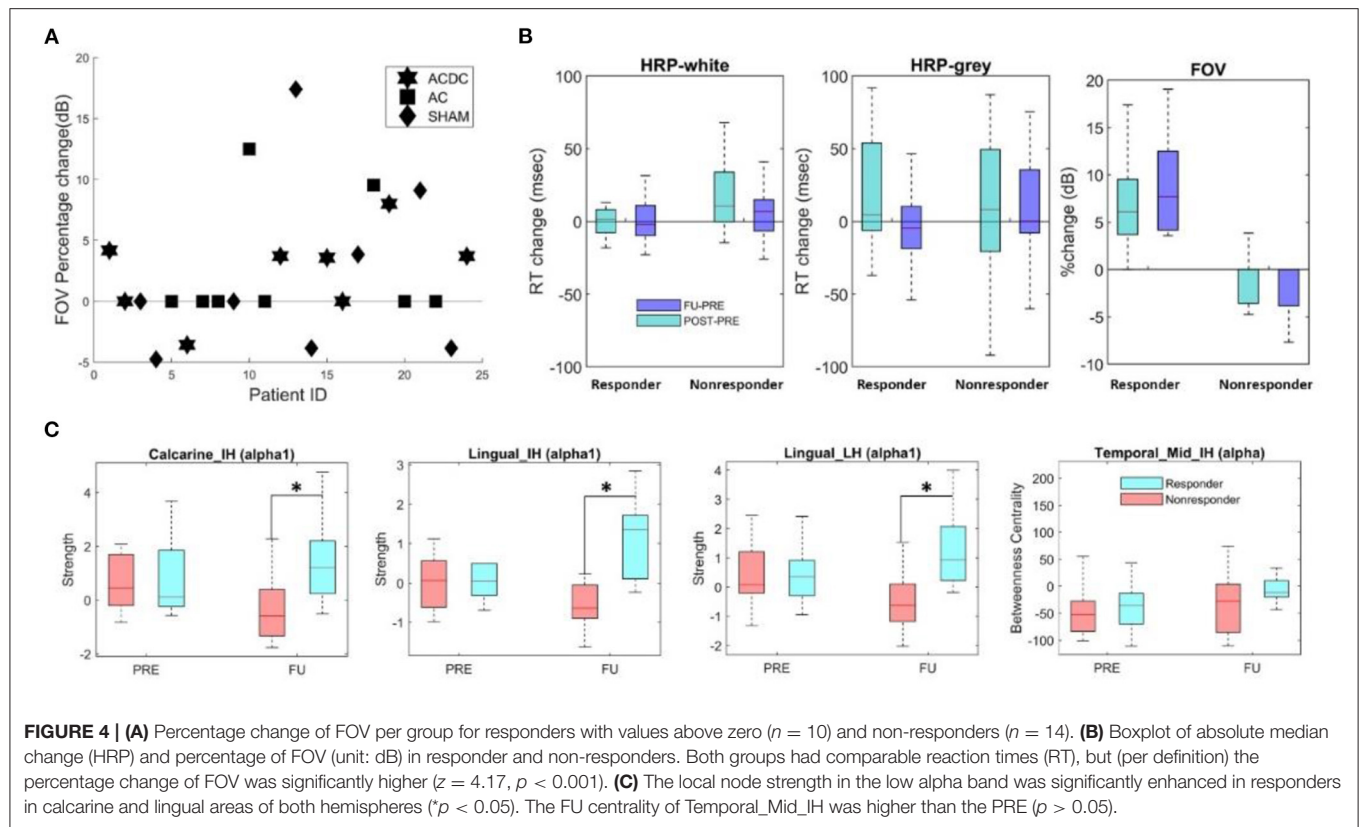 A
FOV Percentage change(dB)
20
15
10
5
0
-5
0
5
10
15
20
25
Patient ID
ACDC
AC
SHAM
B
HRP-white
RT change (msec)
100
50
0
-50
-100
FU-PRE
POST-PRE
Responder
Nonresponder
HRP-grey
RT change (msec)
100
50
0
-50
-100
Responder
Nonresponder
FOV
%change (dB)
20
15
10
5
0
-5
-10
Responder
Nonresponder
C
Calcarine_IH (alpha1)
Strength
4
2
0
-2
*
PRE
FU
Lingual_IH (alpha1)
Strength
3
2
1
0
-1
*
PRE
FU
Lingual_LH (alpha1)
Strength
4
3
2
1
0
-1
-2
*
PRE
FU
Temporal_Mid_IH (alpha)
Betweenness Centrality
200
150
100
50
0
-50
-100
Responder
Nonresponder
PRE
FU
FIGURE 4 | (A) Percentage change of FOV per group for responders with values above zero (n = 10) and non-responders (n = 14). (B) Boxplot of absolute median
change (HRP) and percentage of FOV (unit: dB) in responder and non-responders. Both groups had comparable reaction times (RT), but (per definition) the
percentage change of FOV was significantly higher (z = 4.17, p < 0.001). (C) The local node strength in the low alpha band was significantly enhanced in responders
in calcarine and lingual areas of both hemispheres (*p < 0.05). The FU centrality of Temporal_Mid_IH was higher than the PRE (p > 0.05).